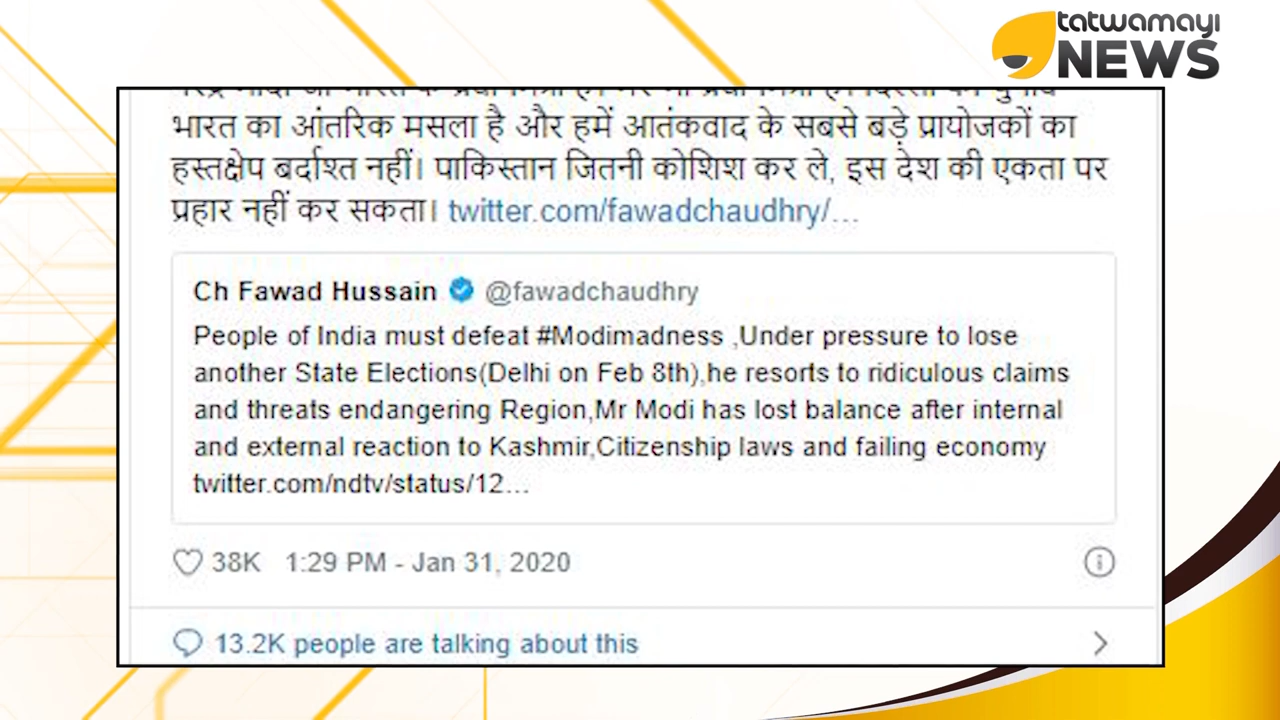 tatwamayi
NEWS
भारत का आंतरिक मसला है और हमें आतंकवाद के सबसे बड़े प्रायोजकों का
हस्तक्षेप बर्दाश्त नहीं। पाकिस्तान जितनी कोशिश कर ले, इस देश की एकता पर
प्रहार नहीं कर सकता। twitter.com/fawadchaudhry/…
Ch Fawad Hussain @fawadchaudhry
People of India must defeat #Modimadness ,Under pressure to lose
another State Elections(Delhi on Feb 8th),he resorts to ridiculous claims
and threats endangering Region,Mr Modi has lost balance after internal
and external reaction to Kashmir,Citizenship laws and failing economy
twitter.com/ndtv/status/12…
38K 1:29 PM - Jan 31, 2020
13.2K people are talking about this